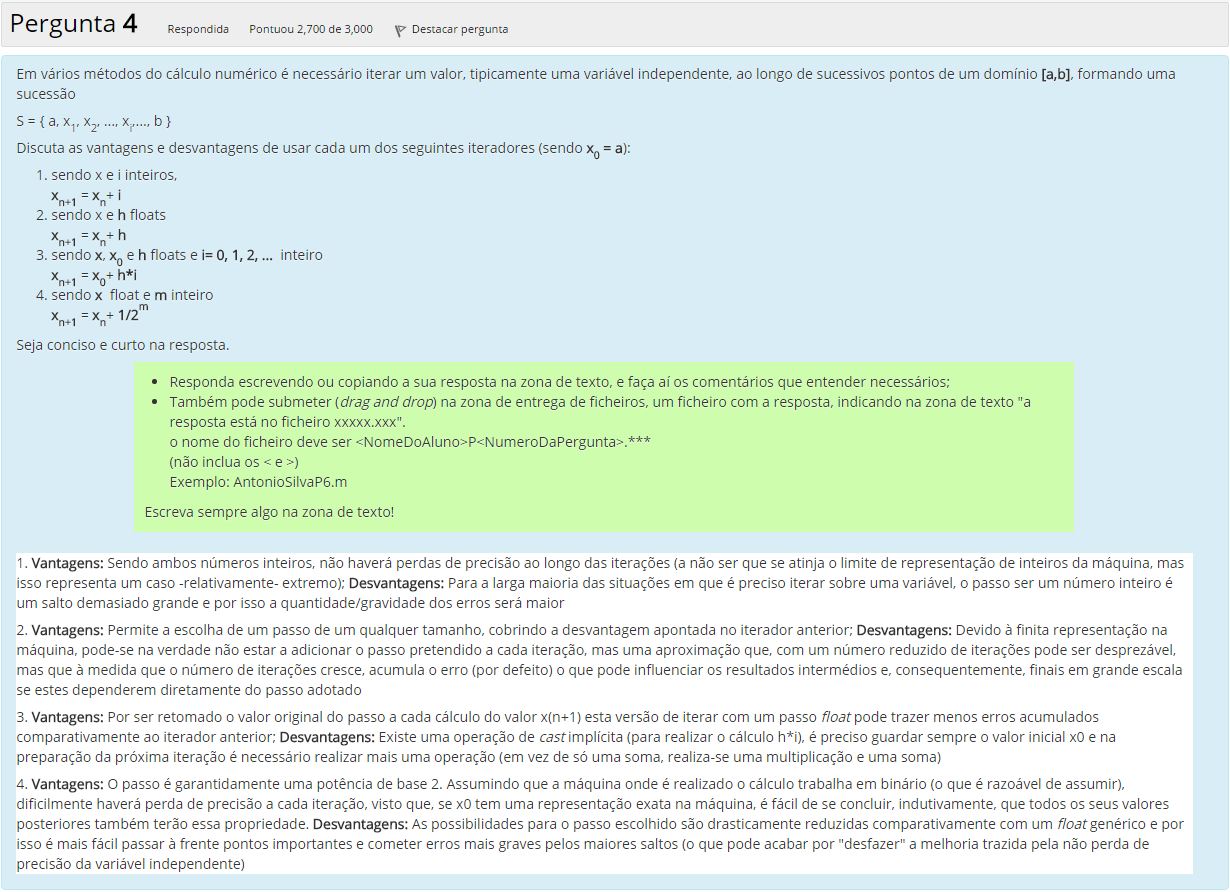 Pergunta 4 Respondida Pontuou 2,700 de 3,000 Destacar pergunta
Em vários métodos do cálculo numérico é necessário iterar um valor, tipicamente uma variável independente, ao longo de sucessivos pontos de um domínio [a,b], formando uma
sucessão
S = { a, x1, x2, ..., xi,..., b }
Discuta as vantagens e desvantagens de usar cada um dos seguintes iteradores (sendo x0 = a):
1. sendo x e i inteiros,
xn+1 = xn+ i
2. sendo x e h floats
xn+1 = xn+ h
3. sendo x, x0 e h floats e i= 0, 1, 2, ... inteiro
xn+1 = x0+ h*i
4. sendo x float e m inteiro
xn+1 = xn+ 1/2^m
Seja conciso e curto na resposta.
• Responda escrevendo ou copiando a sua resposta na zona de texto, e faça aí os comentários que entender necessários;
• Também pode submeter (drag and drop) na zona de entrega de ficheiros, um ficheiro com a resposta, indicando na zona de texto "a
resposta está no ficheiro xxxxx.xxx".
o nome do ficheiro deve ser <NomeDoAluno>P<NumeroDaPergunta>.***
(não inclua os < e >)
Exemplo: AntonioSilvaP6.m
Escreva sempre algo na zona de texto!
1. Vantagens: Sendo ambos números inteiros, não haverá perdas de precisão ao longo das iterações (a não ser que se atinja o limite de representação de inteiros da máquina, mas
isso representa um caso -relativamente- extremo); Desvantagens: Para a larga maioria das situações em que é preciso iterar sobre uma variável, o passo ser um número inteiro é
um salto demasiado grande e por isso a quantidade/gravidade dos erros será maior
2. Vantagens: Permite a escolha de um passo de um qualquer tamanho, cobrindo a desvantagem apontada no iterador anterior; Desvantagens: Devido à finita representação na
máquina, pode-se na verdade não estar a adicionar o passo pretendido a cada iteração, mas uma aproximação que, com um número reduzido de iterações pode ser desprezável,
mas que à medida que o número de iterações cresce, acumula o erro (por defeito) o que pode influenciar os resultados intermédios e, consequentemente, finais em grande escala
se estes dependerem diretamente do passo adotado
3. Vantagens: Por ser retomado o valor original do passo a cada cálculo do valor x(n+1) esta versão de iterar com um passo float pode trazer menos erros acumulados
comparativamente ao iterador anterior; Desvantagens: Existe uma operação de cast implícita (para realizar o cálculo h*i), é preciso guardar sempre o valor inicial x0 e na
preparação da próxima iteração é necessário realizar mais uma operação (em vez de só uma soma, realiza-se uma multiplicação e uma soma)
4. Vantagens: O passo é garantidamente uma potência de base 2. Assumindo que a máquina onde é realizado o cálculo trabalha em binário (o que é razoável de assumir),
dificilmente haverá perda de precisão a cada iteração, visto que, se x0 tem uma representação exata na máquina, é fácil de se concluir, indutivamente, que todos os seus valores
posteriores também terão essa propriedade. Desvantagens: As possibilidades para o passo escolhido são drasticamente reduzidas comparativamente com um float genérico e por
isso é mais fácil passar à frente pontos importantes e cometer erros mais graves pelos maiores saltos (o que pode acabar por "desfazer" a melhoria trazida pela não perda de
precisão da variável independente)